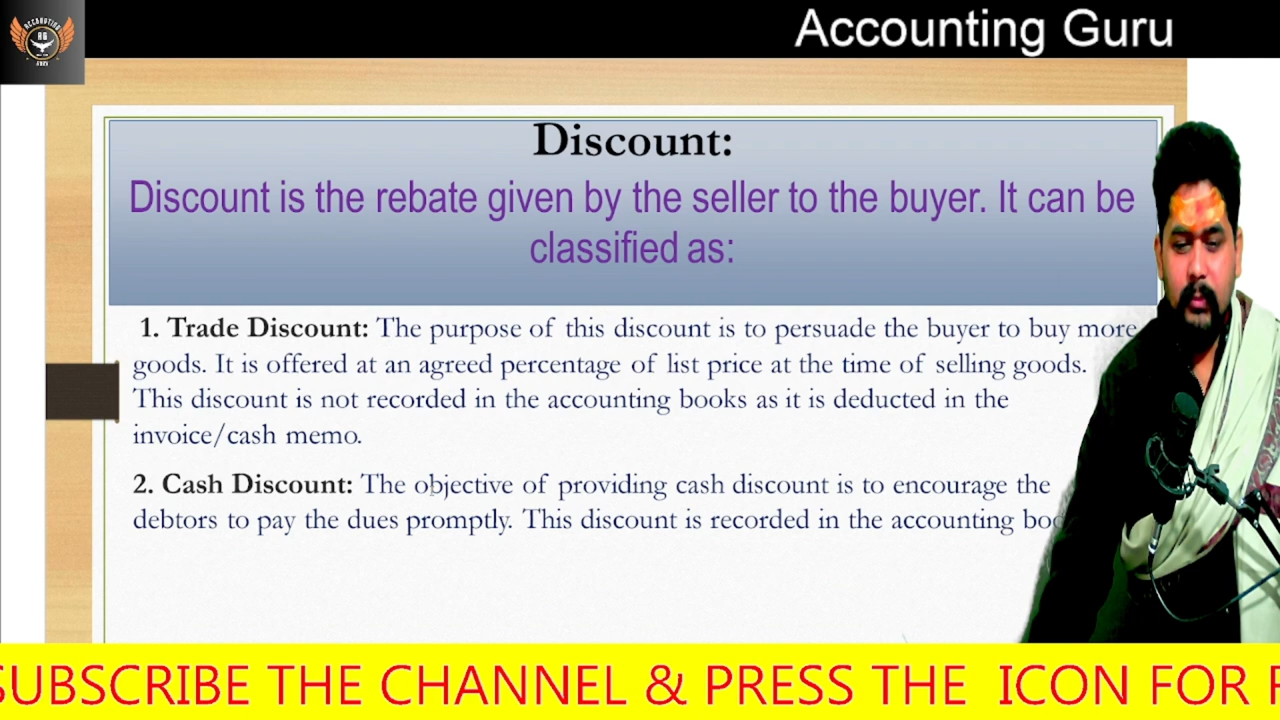 Accounting Guru
ACCOUNTING
AG
GURU
Discount:
Discount is the rebate given by the seller to the buyer. It can be
classified as:
1. Trade Discount: The purpose of this discount is to persuade the buyer to buy more
goods. It is offered at an agreed percentage of list price at the time of selling goods.
This discount is not recorded in the accounting books as it is deducted in the
invoice/cash memo.
2. Cash Discount: The objective of providing cash discount is to encourage the
debtors to pay the dues promptly. This discount is recorded in the accounting
SUBSCRIBE THE CHANNEL & PRESS THE ICON FOR